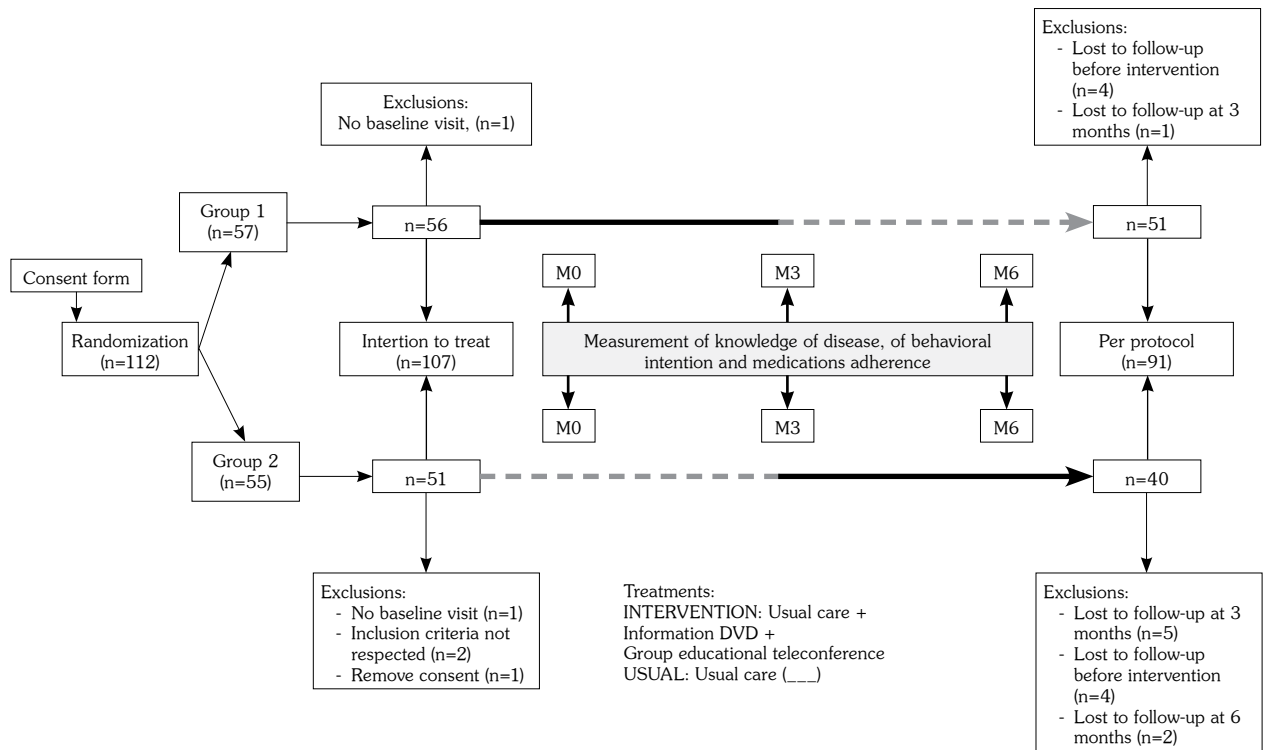 Consent form
Randomization
(n=112)
Group 1
(n=57)
Group 2
(n=55)
Exclusions:
No baseline visit, (n=1)
n=56
Intertion to treat
(n=107)
n=51
Exclusions:
- No baseline visit (n=1)
- Inclusion criteria not
respected (n=2)
- Remove consent (n=1)
M0
M3
M6
Measurement of knowledge of disease, of behavioral
intention and medications adherence
M0
M3
M6
Treatments:
INTERVENTION: Usual care +
Information DVD +
Group educational teleconference
USUAL: Usual care (___)
Exclusions:
- Lost to follow-up
before intervention
(n=4)
- Lost to follow-up at 3
months (n=1)
n=51
Per protocol
(n=91)
n=40
Exclusions:
- Lost to follow-up at 3
months (n=5)
- Lost to follow-up
before intervention
(n=4)
- Lost to follow-up at 6
months (n=2)